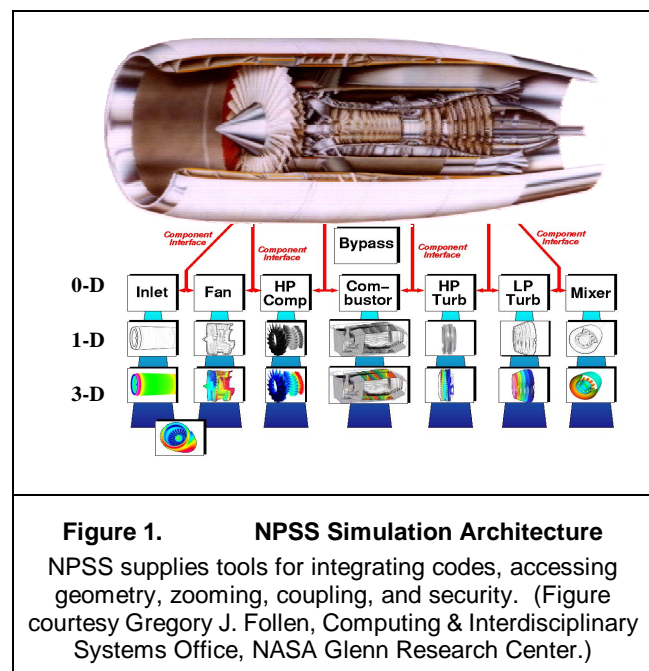 Component
Interface
Component
Interface
Bypass
Component
Interface
Component
Interface
0-D
Inlet
Fan
HP
Comp
Com-
bustor
HP
Turb
LP
Turb
Mixer
1-D
3-D
Figure 1. NPSS Simulation Architecture
NPSS supplies tools for integrating codes, accessing
geometry, zooming, coupling, and security. (Figure
courtesy Gregory J. Follen, Computing & Interdisciplinary
Systems Office, NASA Glenn Research Center.)